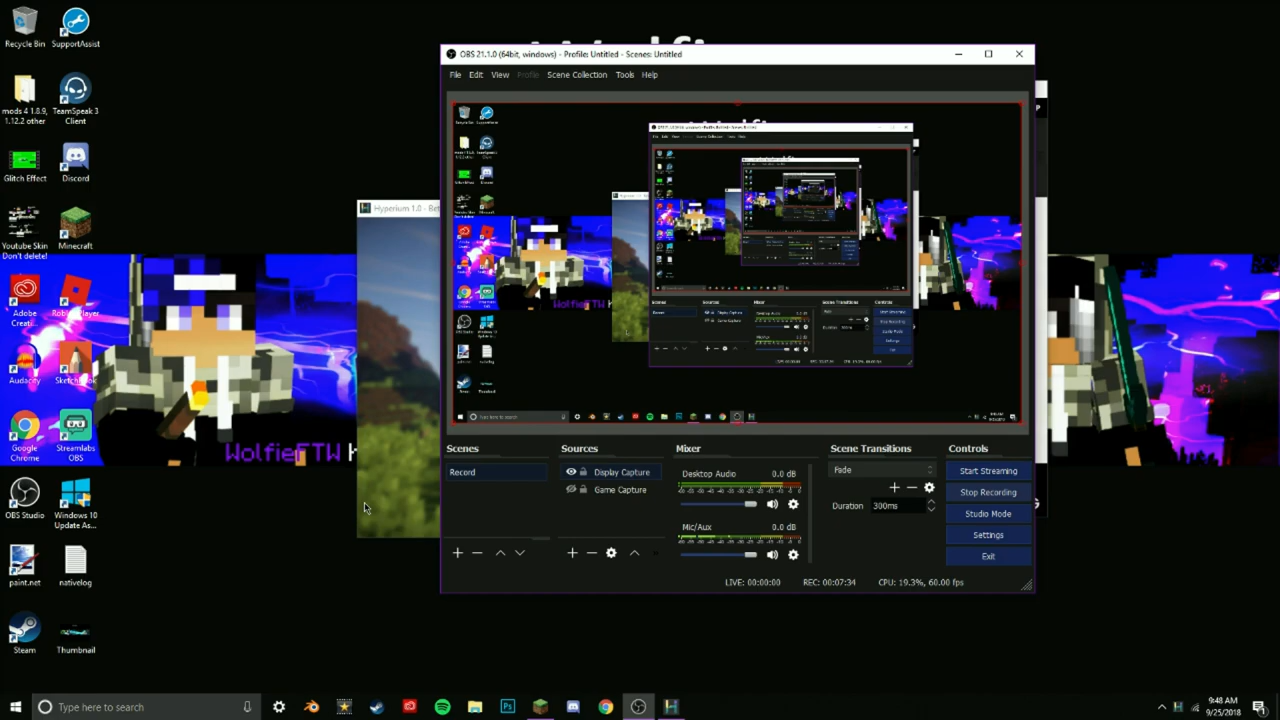 Recycle Bin
SupportAssist
mods 4 1.8.9, 1.12.2 other
TeamSpeak 3 Client
Glitch Effect
Discord
Youtube Skin Don't delete!
Minecraft
Adobe Creati...
Audacity
Google Chrome
Streamlabs OBS
OBS Studio
Windows 10 Update As...
paint.net
nativelog
Steam
Thumbnail
WolfieFTW
Hyperium 1.0 - Be
OBS 21.1.0 (64bit, windows) - Profile: Untitled - Scenes: Untitled
File Edit View Profile Scene Collection Tools Help
Scenes
Record
Sources
Display Capture
Game Capture
Mixer
Desktop Audio 0.0 dB
Mic/Aux 0.0 dB
Scene Transitions
Fade
Duration 300ms
Controls
Start Streaming
Stop Recording
Studio Mode
Settings
Exit
LIVE: 00:00:00 REC: 00:07:34 CPU: 19.3%, 60.00 fps
Type here to search
9:48 AM
9/25/2018